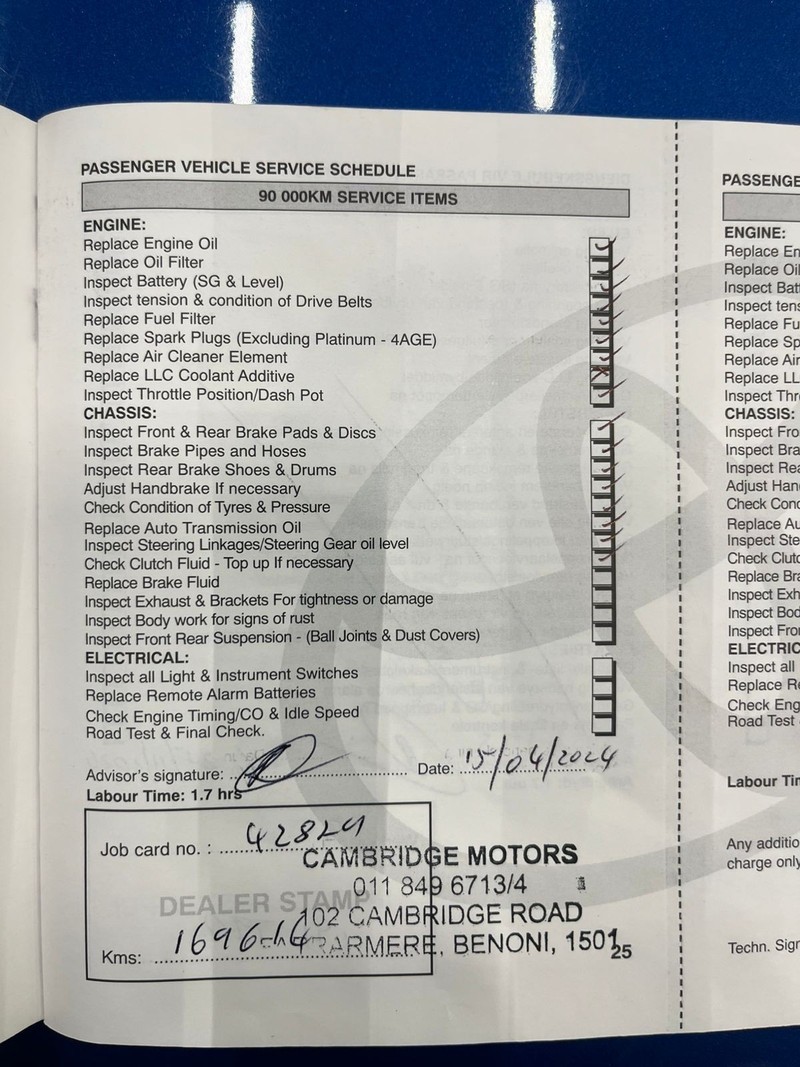 PASSENGER VEHICLE SERVICE SCHEDULE
90 000KM SERVICE ITEMS
ENGINE:
Replace Engine Oil
Replace Oil Filter
Inspect Battery (SG & Level)
Inspect tension & condition of Drive Belts
Replace Fuel Filter
Replace Spark Plugs (Excluding Platinum - 4AGE)
Replace Air Cleaner Element
Replace LLC Coolant Additive
Inspect Throttle Position/Dash Pot
CHASSIS:
Inspect Front & Rear Brake Pads & Discs
Inspect Brake Pipes and Hoses
Inspect Rear Brake Shoes & Drums
Adjust Handbrake If necessary
Check Condition of Tyres & Pressure
Replace Auto Transmission Oil
Inspect Steering Linkages/Steering Gear oil level
Check Clutch Fluid - Top up If necessary
Replace Brake Fluid
Inspect Exhaust & Brackets For tightness or damage
Inspect Body work for signs of rust
Inspect Front Rear Suspension - (Ball Joints & Dust Covers)
ELECTRICAL:
Inspect all Light & Instrument Switches
Replace Remote Alarm Batteries
Check Engine Timing/CO & Idle Speed
Road Test & Final Check.
Advisor's signature: Date: 15/04/2024
Labour Time: 1.7 hrs
Job card no. :
CAMBRIDGE MOTORS
011 849 6713/4
DEALER STAMP
102 CAMBRIDGE ROAD
FARRARMERE, BENONI, 1501
25
Kms:
PASSENGE
ENGINE:
Replace En
Replace Oil
Inspect Batt
Inspect tens
Replace Fu
Replace Sp
Replace Air
Replace LL
Inspect Thr
CHASSIS:
Inspect Fro
Inspect Bra
Inspect Rea
Adjust Han
Check Cond
Replace Au
Inspect Ste
Check Clutc
Replace Bra
Inspect Exh
Inspect Bod
Inspect Fron
ELECTRIC
Inspect all
Replace Re
Check Eng
Road Test
Labour Tim
Any additio
charge only
Techn. Sign